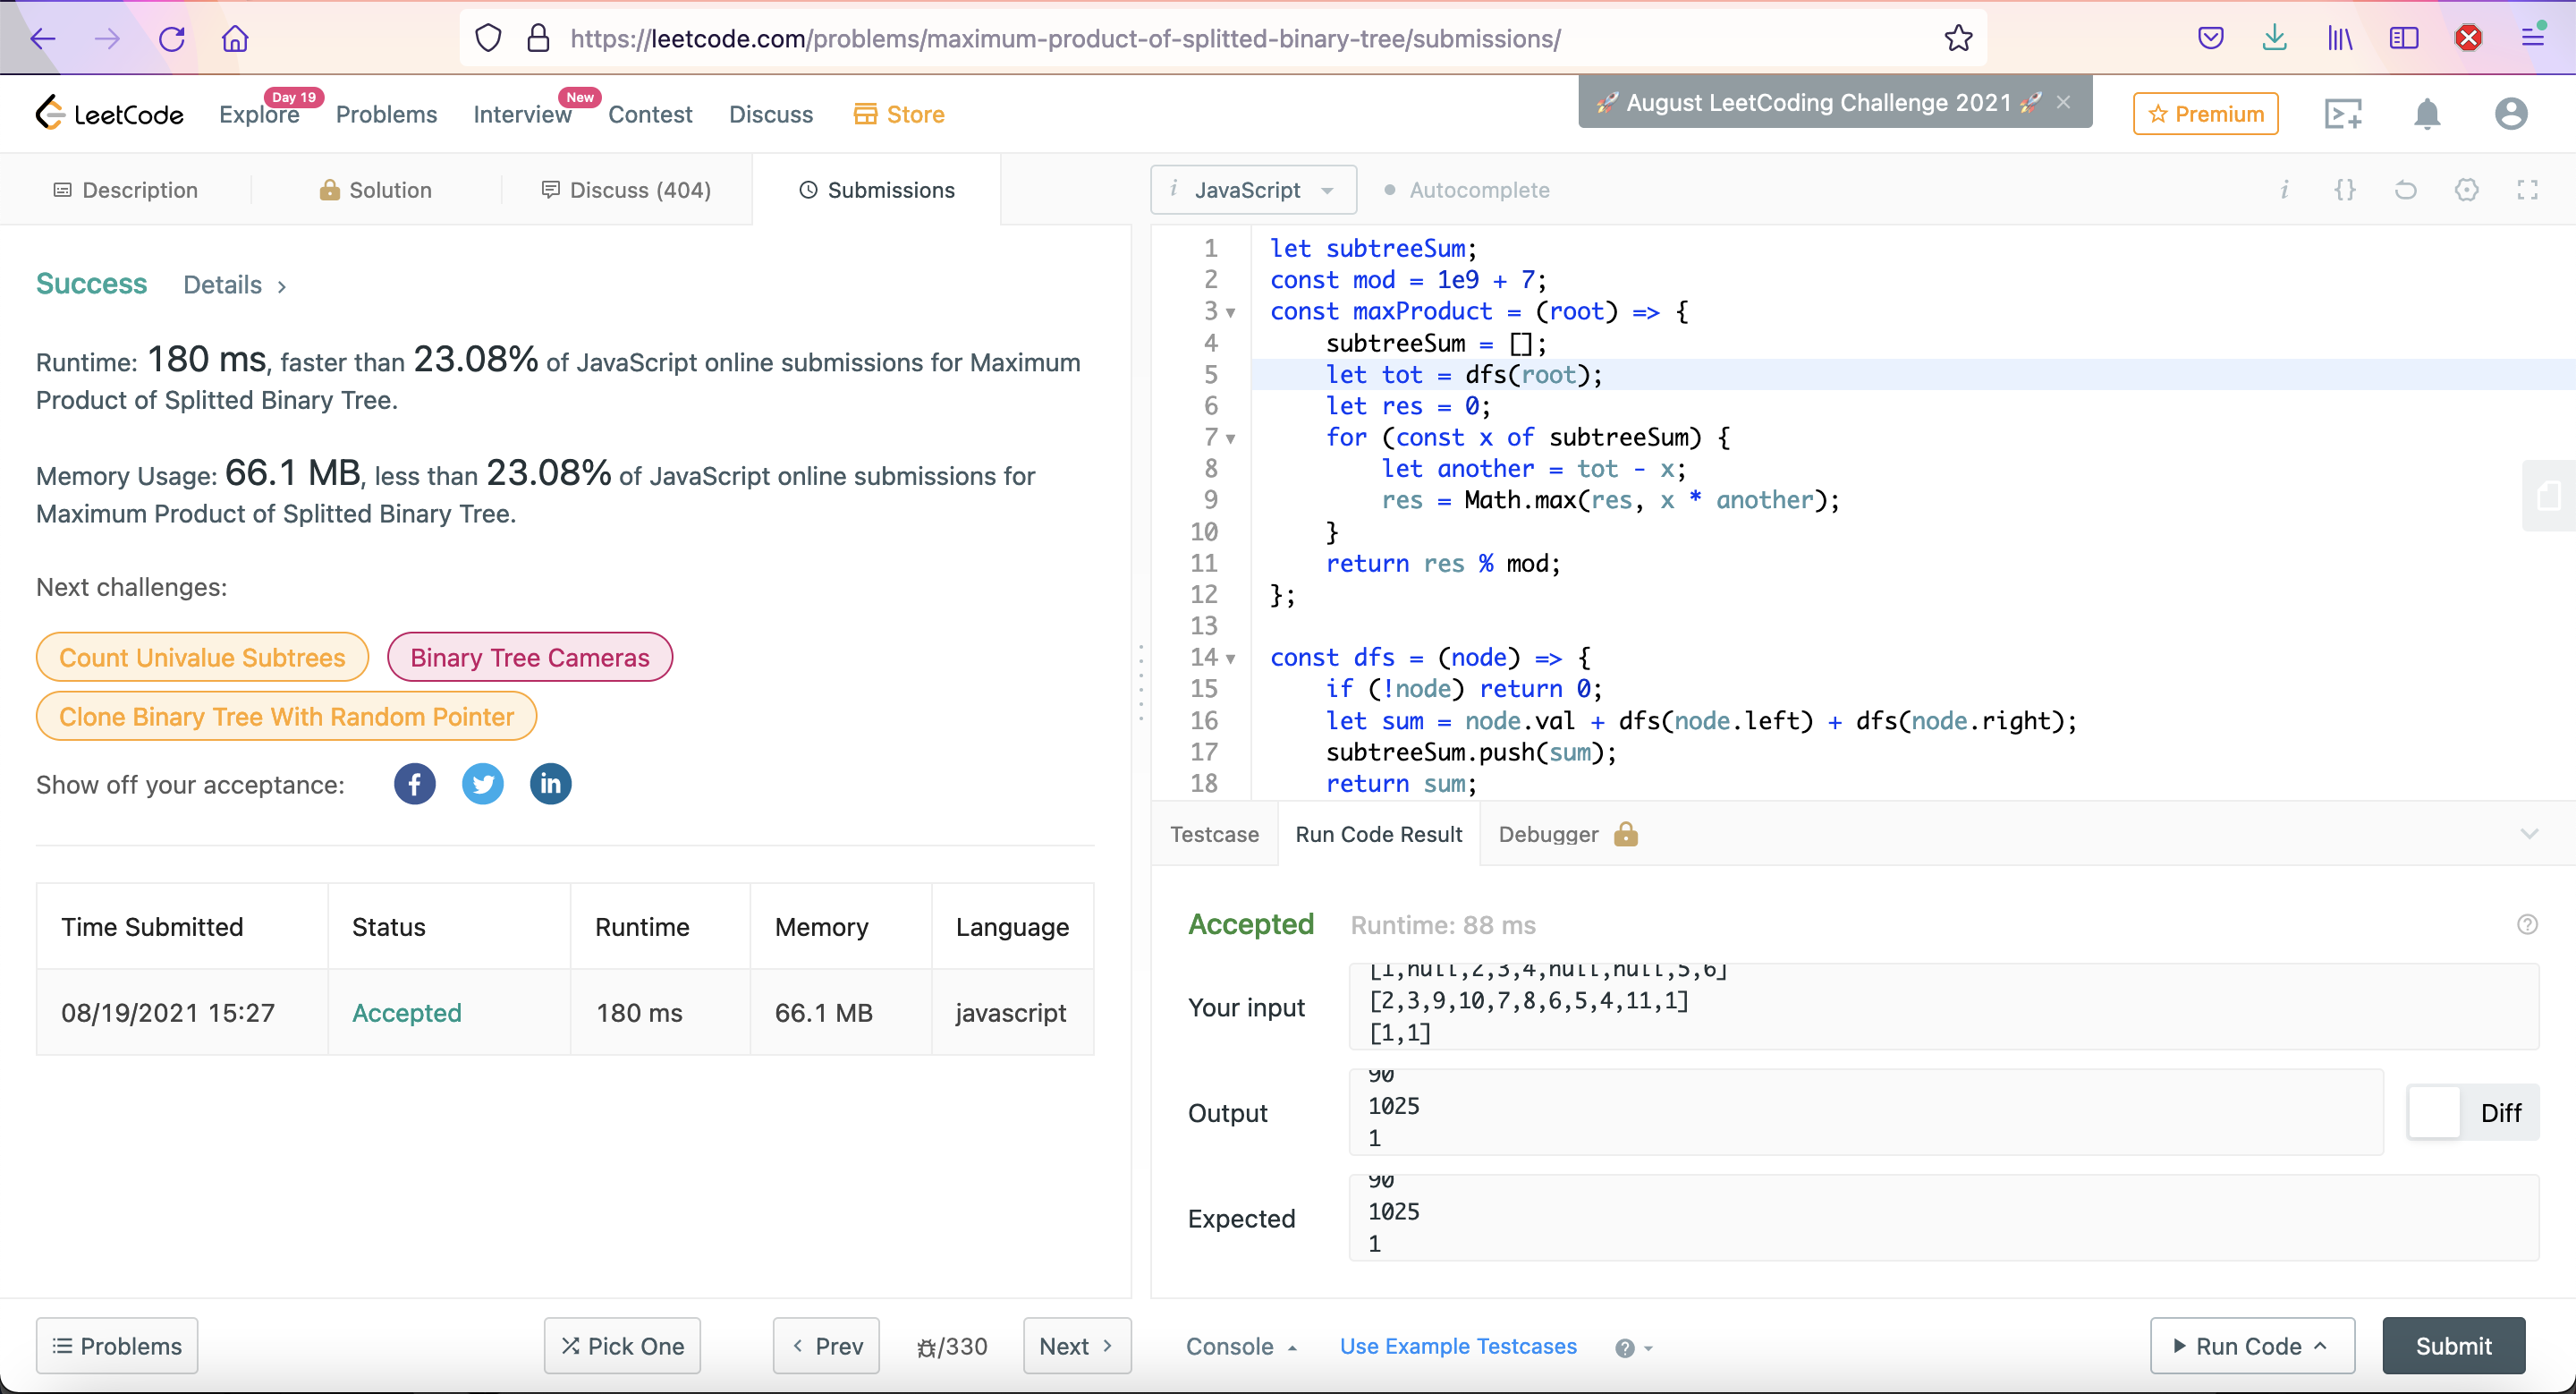 https://leetcode.com/problems/maximum-product-of-splitted-binary-tree/submissions/
LeetCode
Explore
Day 19
Problems
Interview
New
Contest
Discuss
Store
🚀 August LeetCoding Challenge 2021 🚀 ×
Premium
Description
Solution
Discuss (404)
Submissions
Success Details >
Runtime: 180 ms, faster than 23.08% of JavaScript online submissions for Maximum
Product of Splitted Binary Tree.
Memory Usage: 66.1 MB, less than 23.08% of JavaScript online submissions for
Maximum Product of Splitted Binary Tree.
Next challenges:
Count Univalue Subtrees
Binary Tree Cameras
Clone Binary Tree With Random Pointer
Show off your acceptance:
f
in
Time Submitted Status Runtime Memory Language
08/19/2021 15:27 Accepted 180 ms 66.1 MB javascript
i JavaScript
Autocomplete
i {}
1 let subtreeSum;
2 const mod = 1e9 + 7;
3 const maxProduct = (root) => {
4 subtreeSum = [];
5 let tot = dfs(root);
6 let res = 0;
7 for (const x of subtreeSum) {
8 let another = tot - x;
9 res = Math.max(res, x * another);
10 }
11 return res % mod;
12 };
13
14 const dfs = (node) => {
15 if (!node) return 0;
16 let sum = node.val + dfs(node.left) + dfs(node.right);
17 subtreeSum.push(sum);
18 return sum;
Testcase
Run Code Result
Debugger
Accepted Runtime: 88 ms
?
Your input
[1,null,2,3,4,null,null,5,6]
[2,3,9,10,7,8,6,5,4,11,1]
[1,1]
Output
90
1025
1
Diff
Expected
90
1025
1
Problems
Pick One
< Prev
/330
Next >
Console
Use Example Testcases
?
Run Code
Submit